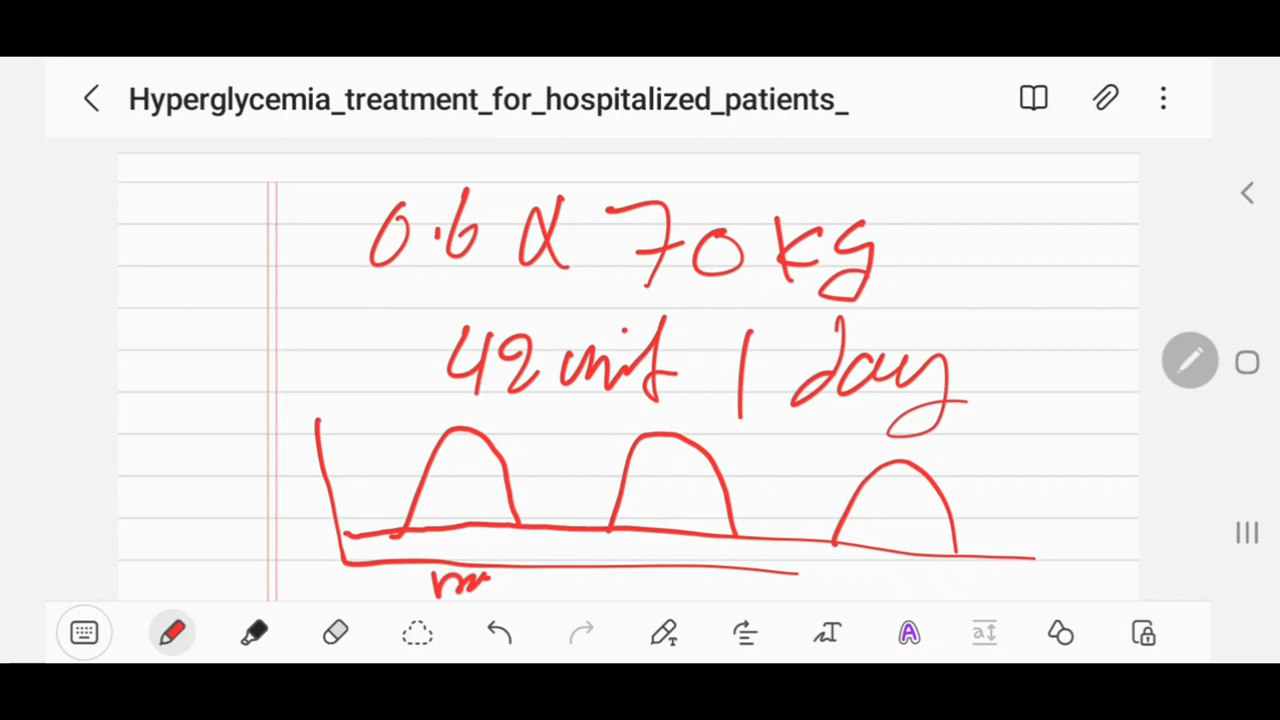 Hyperglycemia_treatment_for_hospitalized_patients_
0.6 x 70 kg
42 unit / day